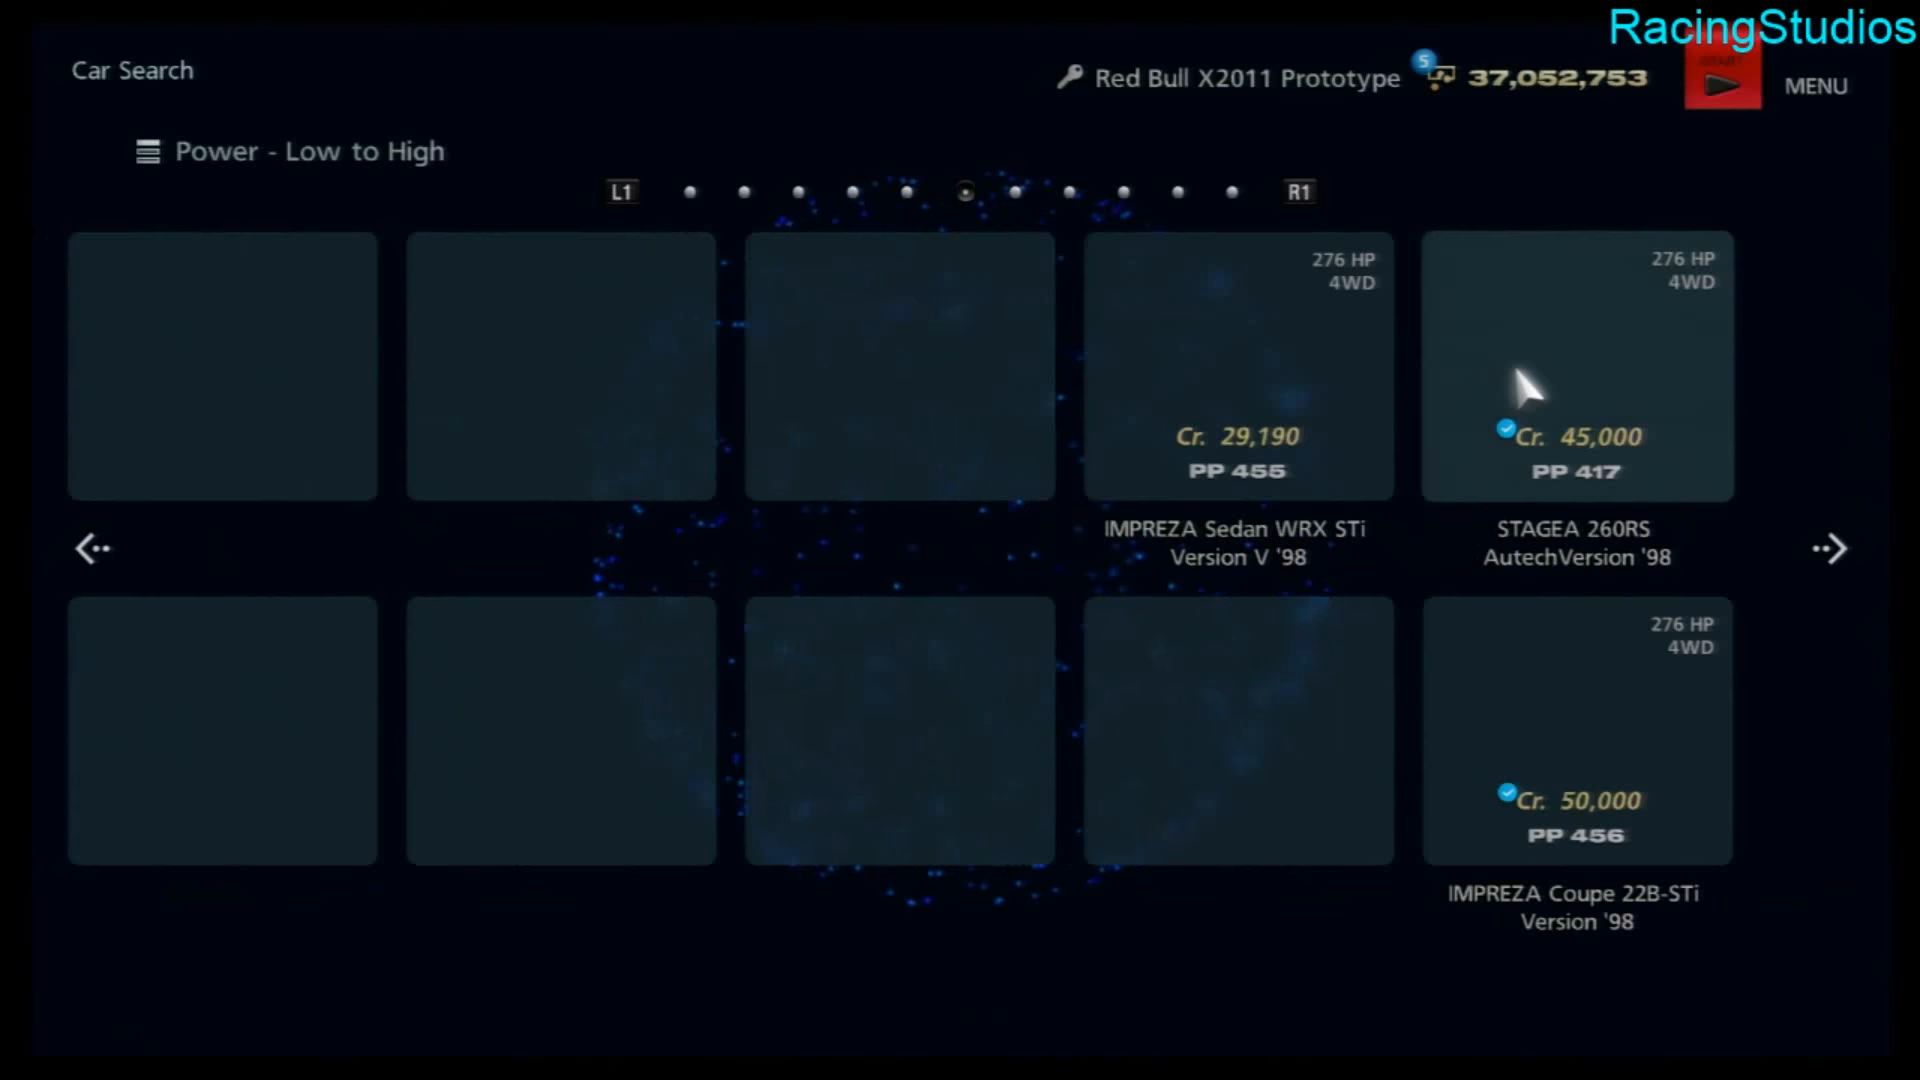 RacingStudios
Car Search
Red Bull X2011 Prototype
5
37,052,753
START
MENU
Power - Low to High
L1
R1
276 HP
4WD
Cr. 29,190
PP 455
IMPREZA Sedan WRX STi
Version V '98
276 HP
4WD
Cr. 45,000
PP 417
STAGEA 260RS
AutechVersion '98
276 HP
4WD
Cr. 50,000
PP 456
IMPREZA Coupe 22B-STi
Version '98